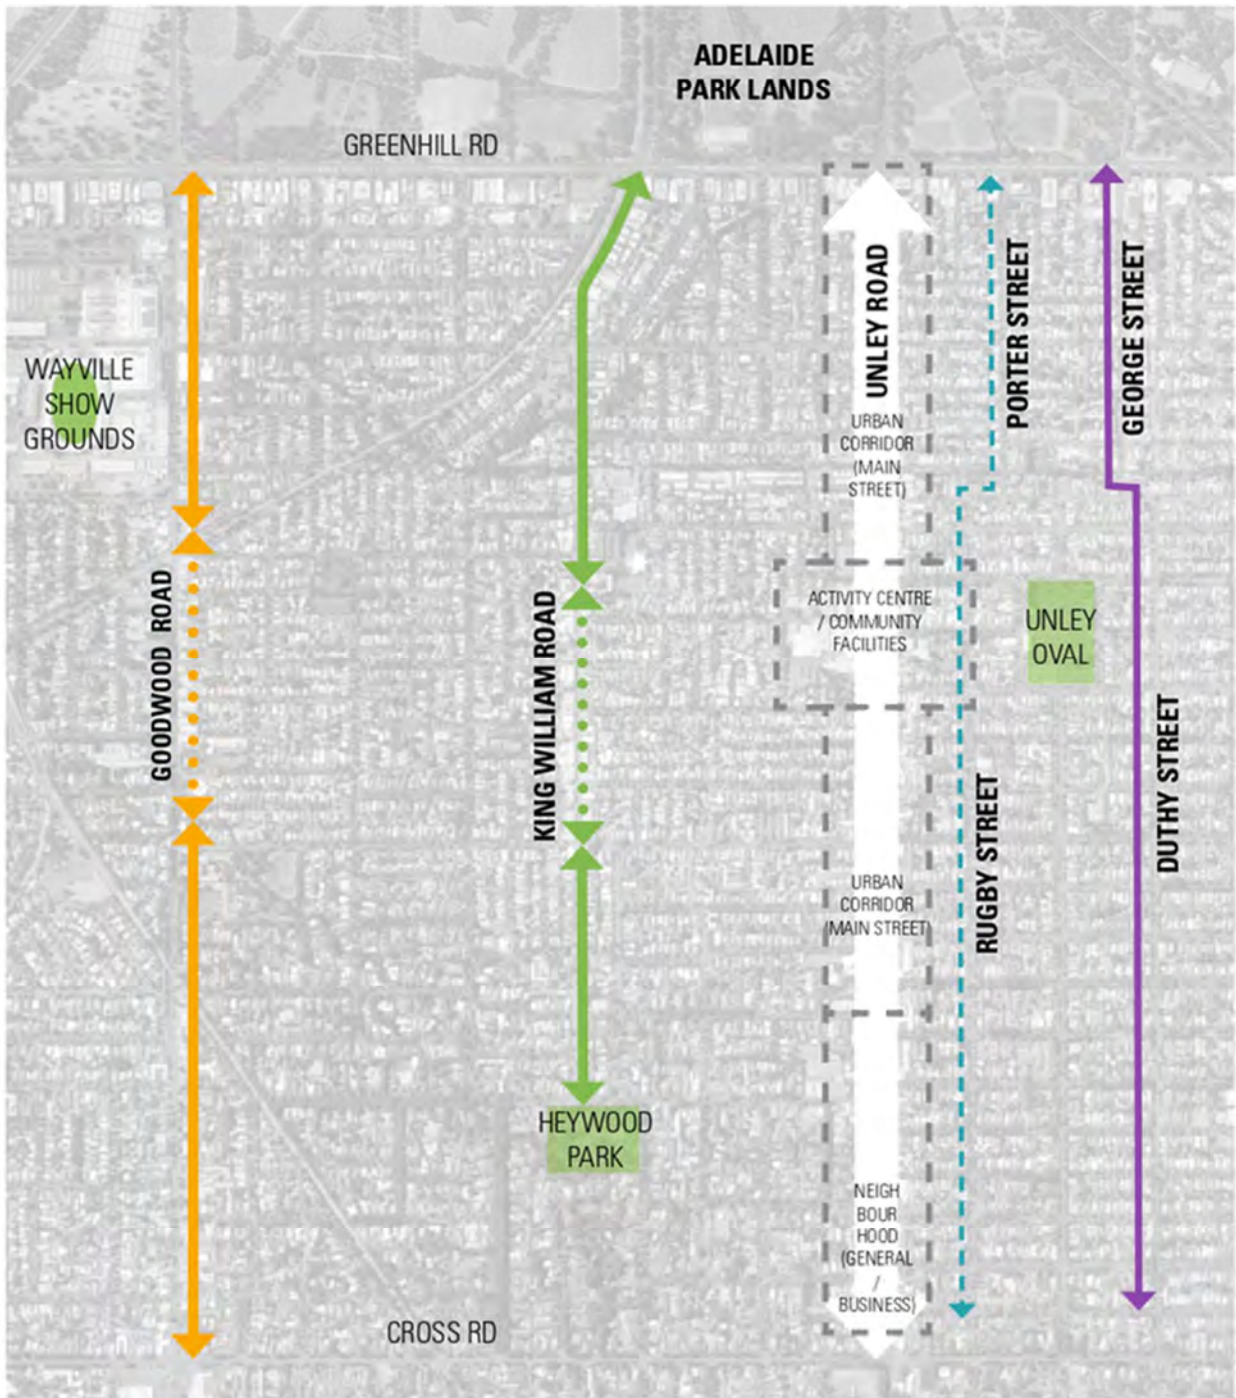 ADELAIDE
PARK LANDS
GREENHILL RD
WAYVILLE
SHOW
GROUNDS
GOODWOOD ROAD
KING WILLIAM ROAD
UNLEY ROAD
PORTER STREET
GEORGE STREET
URBAN
CORRIDOR
(MAIN
STREET)
ACTIVITY CENTRE
/ COMMUNITY
FACILITIES
UNLEY
OVAL
RUGBY STREET
DUTHY STREET
URBAN
CORRIDOR
(MAIN STREET)
HEYWOOD
PARK
NEIGH
BOUR
HOOD
(GENERAL
/
BUSINESS)
CROSS RD